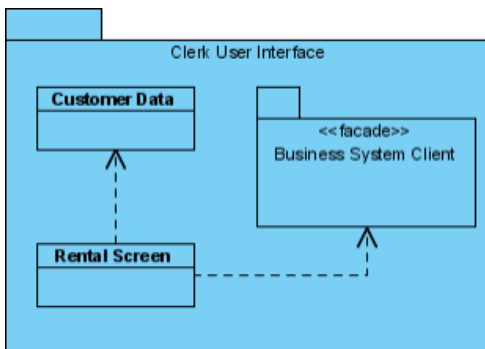 Clerk User Interface
Customer Data
<<facade>>
Business System Client
Rental Screen